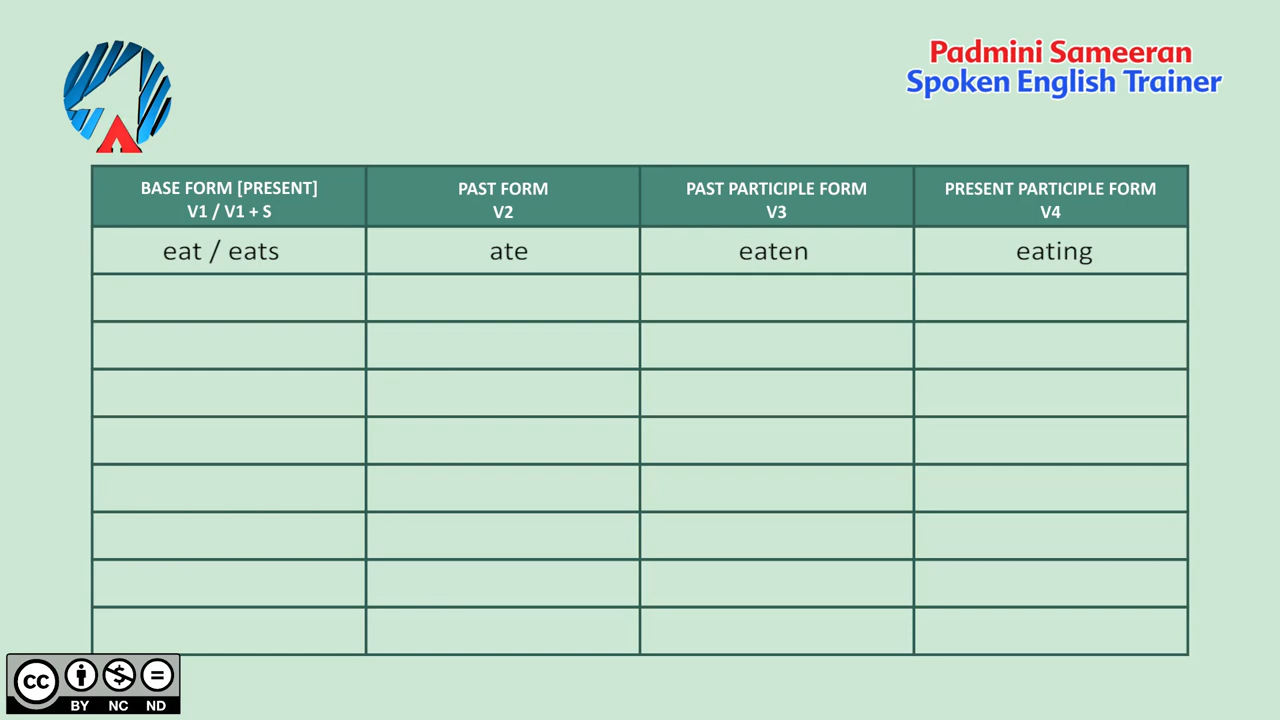 Padmini Sameeran
Spoken English Trainer
BASE FORM [PRESENT]
V1 / V1 + S
PAST FORM
V2
PAST PARTICIPLE FORM
V3
PRESENT PARTICIPLE FORM
V4
eat / eats
ate
eaten
eating
CC
BY NC ND